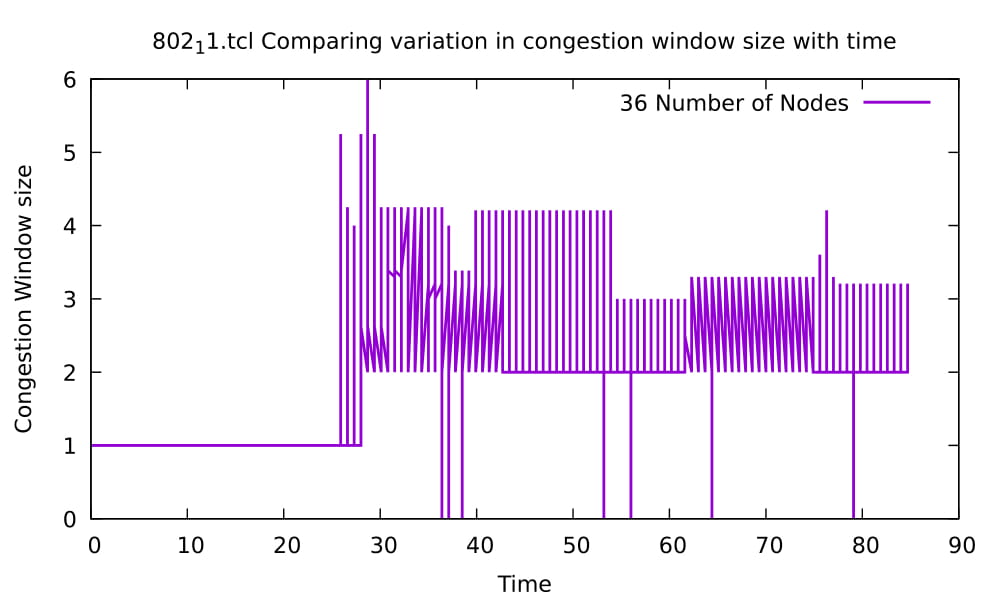 802₁1.tcl Comparing variation in congestion window size with time
36 Number of Nodes
Congestion Window size
6
5
4
3
2
1
0
0 10 20 30 40 50 60 70 80 90
Time